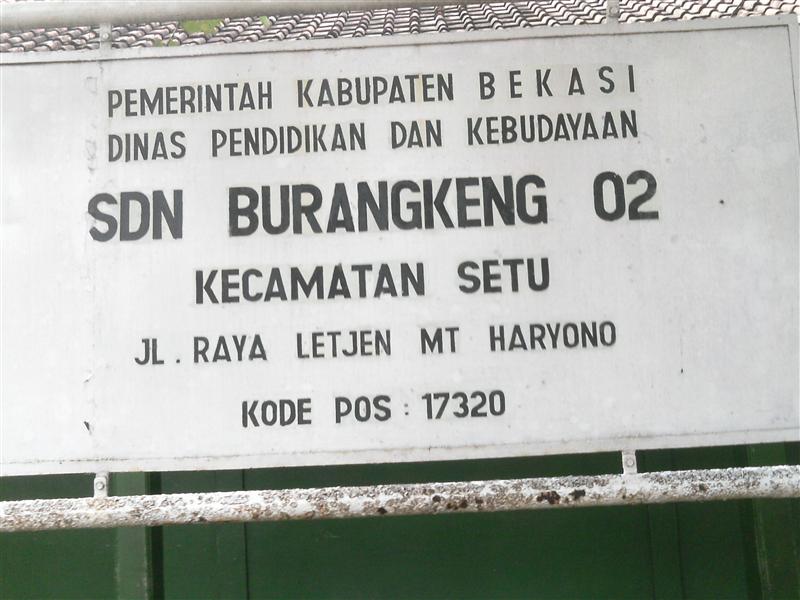 PEMERINTAH KABUPATEN BEKASI
DINAS PENDIDIKAN DAN KEBUDAYAAN
SDN BURANGKENG 02
KECAMATAN SETU
JL. RAYA LETJEN MT HARYONO
KODE POS : 17320